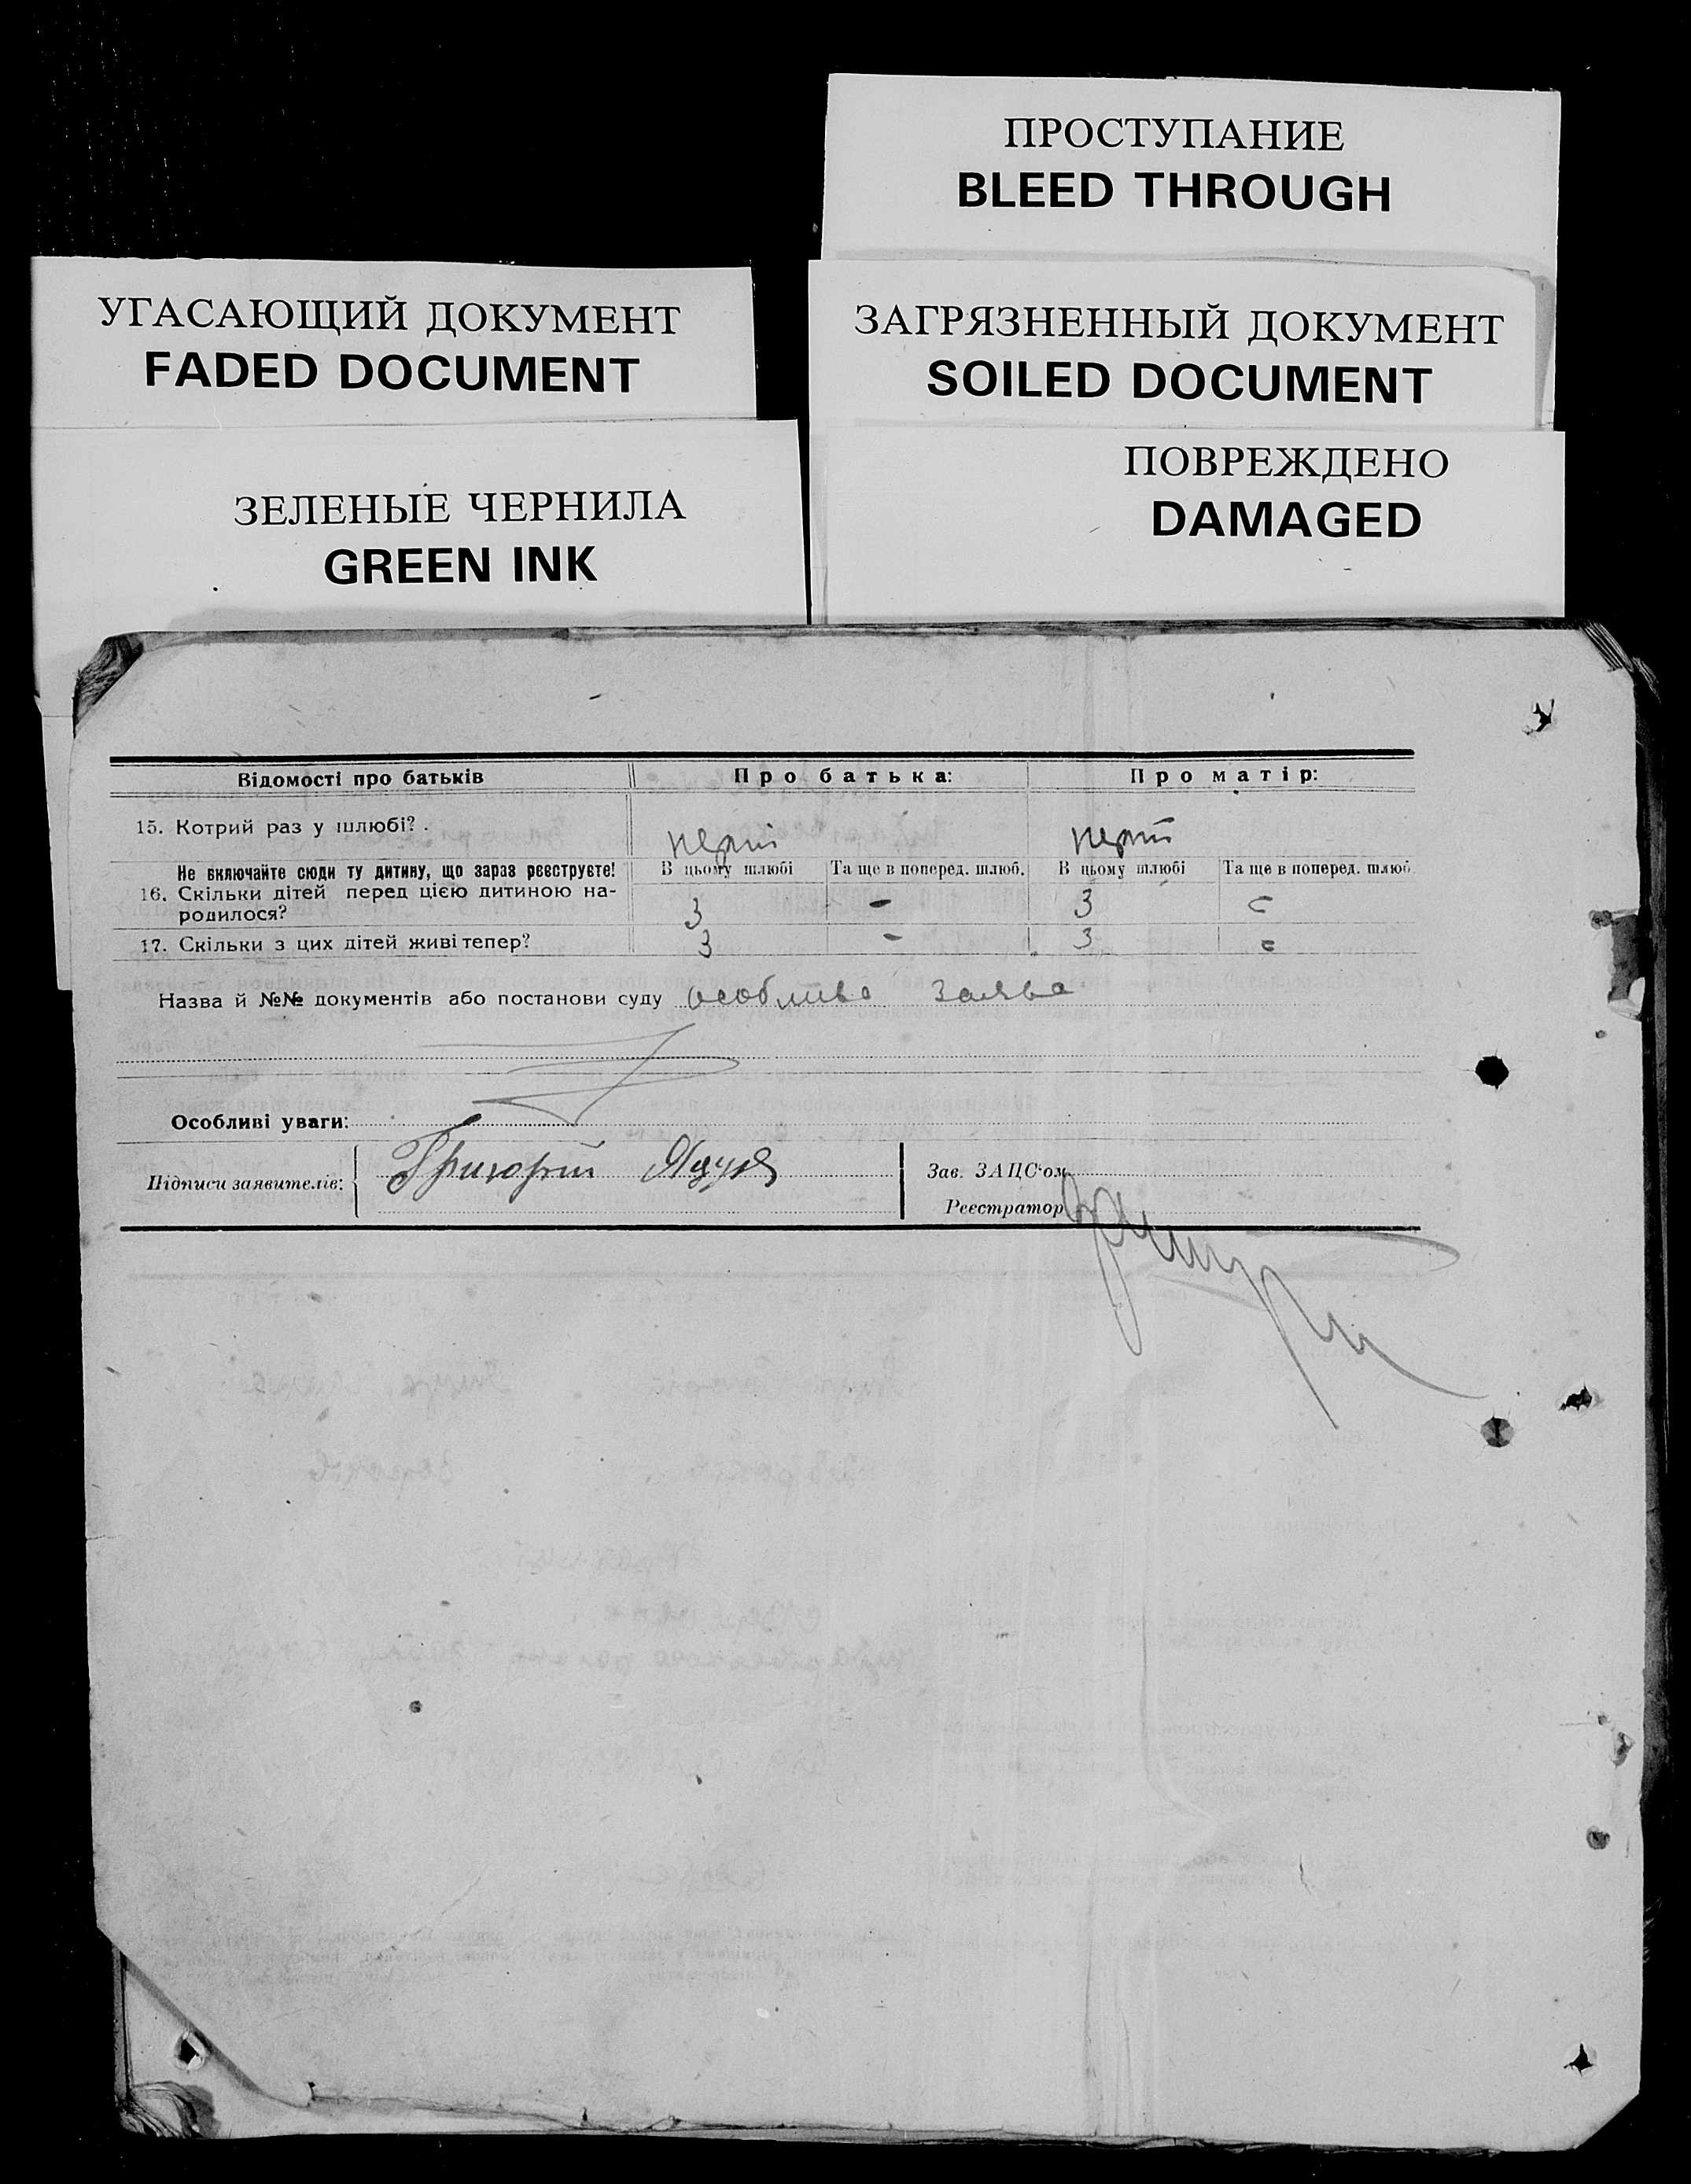 ПРОСТУПАНИЕ
BLEED THROUGH
УГАСАЮЩИЙ ДОКУМЕНТ
FADED DOCUMENT
ЗАГРЯЗНЕННЫЙ ДОКУМЕНТ
SOILED DOCUMENT
ЗЕЛЕНЫЕ ЧЕРНИЛА
GREEN INK
ПОВРЕЖДЕНО
DAMAGED
Відомості про батьків Про батька: Про матір:
15. Котрий раз у шлюбі?
Не включайте сюди ту дитину, що зараз реєструєте! В цьому шлюбі Та ще в поперед. шлюб. В цьому шлюбі Та ще в поперед. шлюб
16. Скільки дітей перед цією дитиною на-
родилося? 3 - 3 -
17. Скільки з цих дітей живі тепер? 3 - 3 -
Назва й №№ документів або постанови суду особлива заява
Особливі уваги:
Підписи заявителів: Григорій Яцук
Зав. ЗАЦС'ом
Реєстратор